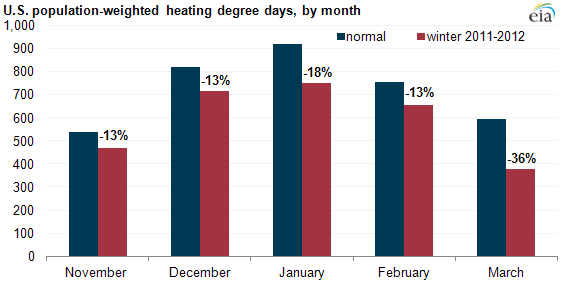 U.S. population-weighted heating degree days, by month
eia
1,000
900
800
700
600
500
400
300
200
100
0
normal
winter 2011-2012
-13%
-13%
-18%
-13%
-36%
November
December
January
February
March